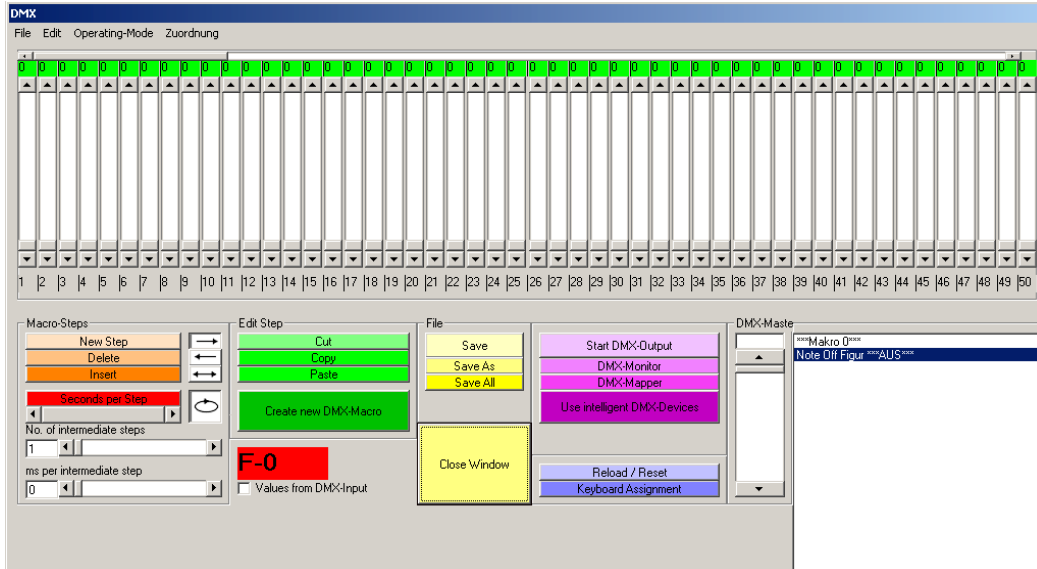 DMX
File Edit Operating-Mode Zuordnung
0 0 0 0 0 0 0 0 0 0 0 0 0 0 0 0 0 0 0 0 0 0 0 0 0 0 0 0 0 0 0 0 0 0 0 0 0 0 0 0 0 0 0 0 0 0 0 0 0 0
1 2 3 4 5 6 7 8 9 10 11 12 13 14 15 16 17 18 19 20 21 22 23 24 25 26 27 28 29 30 31 32 33 34 35 36 37 38 39 40 41 42 43 44 45 46 47 48 49 50
Macro-Steps
New Step
Delete
Insert
Seconds per Step
No. of intermediate steps
1
ms per intermediate step
0
Edit Step
Cut
Copy
Paste
Create new DMX-Macro
F-0
Values from DMX-Input
File
Save
Save As
Save All
Close Window
Start DMX-Output
DMX-Monitor
DMX-Mapper
Use intelligent DMX-Devices
Reload / Reset
Keyboard Assignment
DMX-Maste
***Makro 0***
Note Off Figur ***AUS***